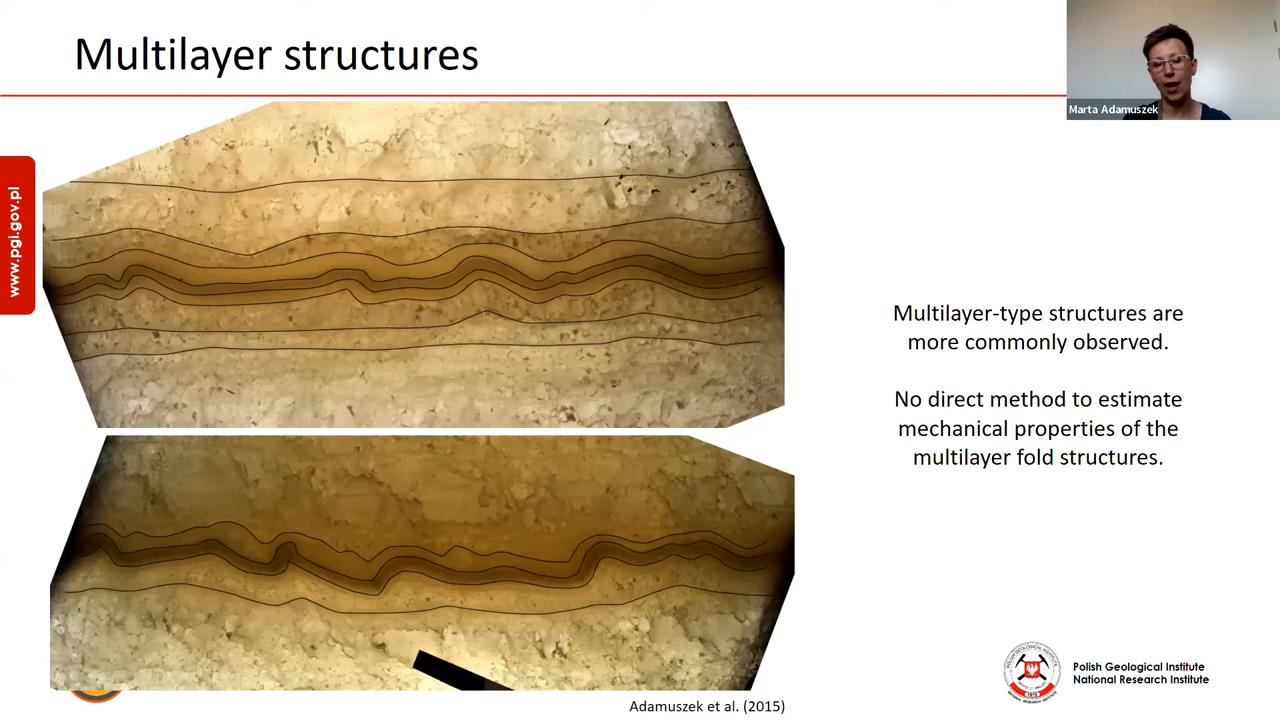 Multilayer structures
Marta Adamuszek
www.pgi.gov.pl
Multilayer-type structures are
more commonly observed.
No direct method to estimate
mechanical properties of the
multilayer fold structures.
Adamuszek et al. (2015)
Polish Geological Institute
National Research Institute